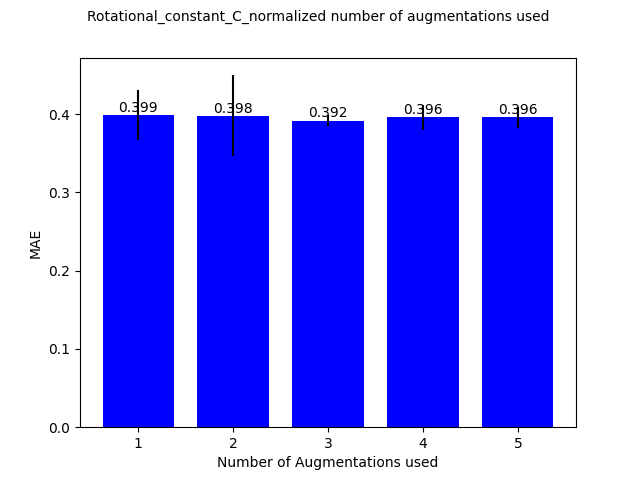 Rotational_constant_C_normalized number of augmentations used
0.4
0.3
0.2
0.1
0.0
MAE
0.399
0.398
0.392
0.396
0.396
1 2 3 4 5
Number of Augmentations used